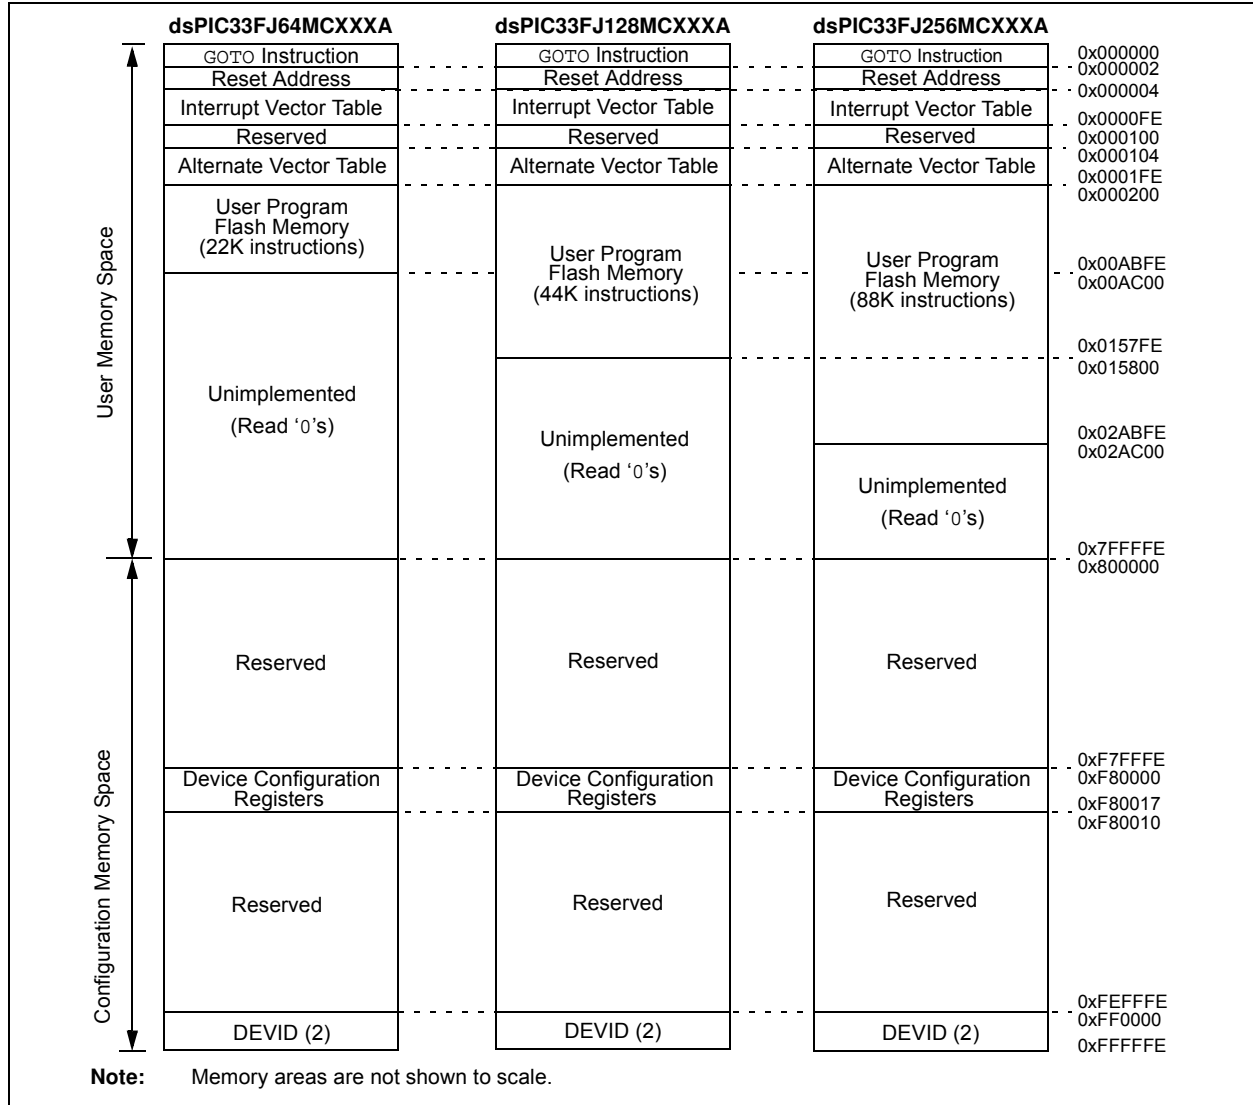 dsPIC33FJ64MCXXXA
dsPIC33FJ128MCXXXA
dsPIC33FJ256MCXXXA
User Memory Space
Configuration Memory Space
GOTO Instruction
Reset Address
Interrupt Vector Table
Reserved
Alternate Vector Table
User Program
Flash Memory
(22K instructions)
Unimplemented
(Read ‘0’s)
Reserved
Device Configuration
Registers
Reserved
DEVID (2)
GOTO Instruction
Reset Address
Interrupt Vector Table
Reserved
Alternate Vector Table
User Program
Flash Memory
(44K instructions)
Unimplemented
(Read ‘0’s)
Reserved
Device Configuration
Registers
Reserved
DEVID (2)
GOTO Instruction
Reset Address
Interrupt Vector Table
Reserved
Alternate Vector Table
User Program
Flash Memory
(88K instructions)
Unimplemented
(Read ‘0’s)
Reserved
Device Configuration
Registers
Reserved
DEVID (2)
0x000000
0x000002
0x000004
0x0000FE
0x000100
0x000104
0x0001FE
0x000200
0x00ABFE
0x00AC00
0x0157FE
0x015800
0x02ABFE
0x02AC00
0x7FFFFE
0x800000
0xF7FFFE
0xF80000
0xF80017
0xF80010
0xFEFFFE
0xFF0000
0xFFFFFE
Note: Memory areas are not shown to scale.